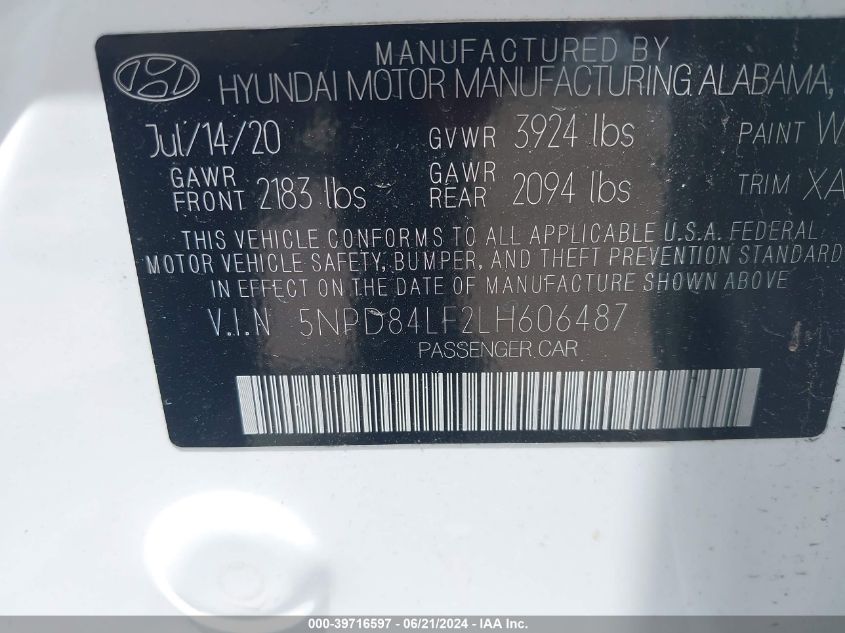 MANUFACTURED BY
HYUNDAI MOTOR MANUFACTURING ALABAMA,
Jul/14/20 GVWR 3924 lbs PAINT W
GAWR FRONT 2183 lbs GAWR REAR 2094 lbs TRIM XA
THIS VEHICLE CONFORMS TO ALL APPLICABLE U.S.A. FEDERAL
MOTOR VEHICLE SAFETY, BUMPER, AND THEFT PREVENTION STANDARD
IN EFFECT ON THE DATE OF MANUFACTURE SHOWN ABOVE
V.I.N 5NPD84LF2LH606487
PASSENGER CAR
000-39716597 - 06/21/2024 - IAA Inc.